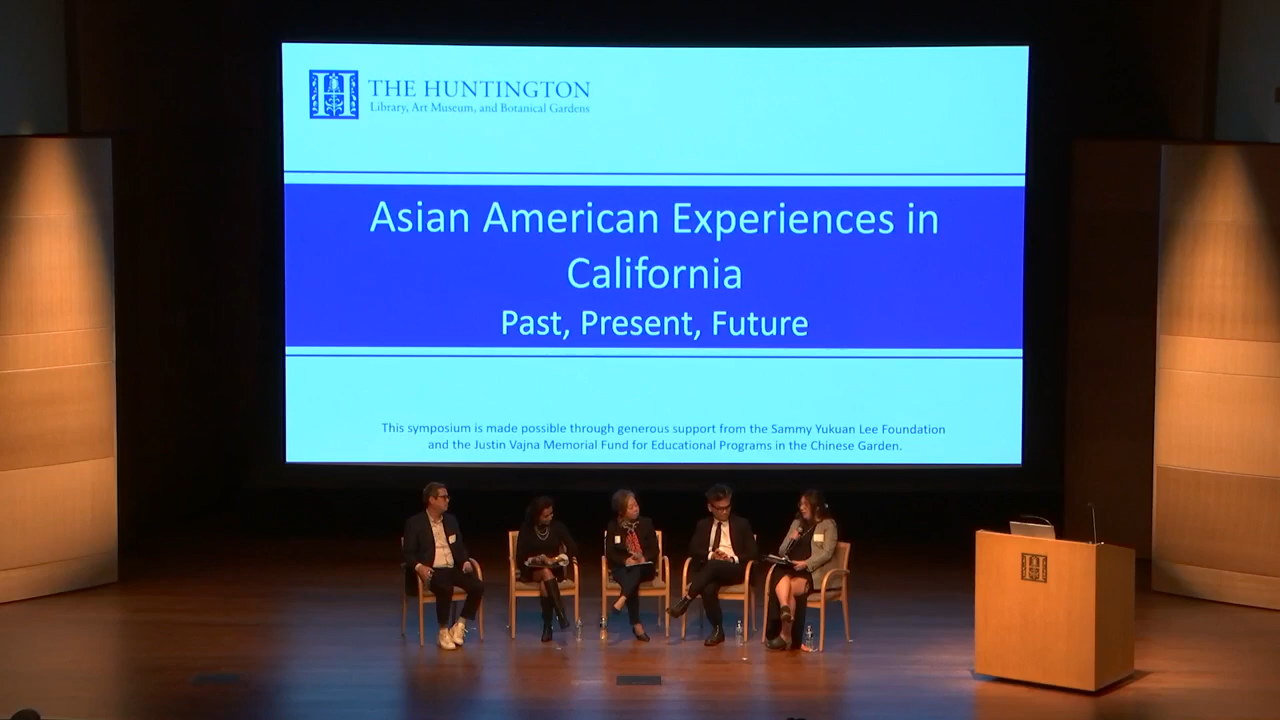 THE HUNTINGTON
Library, Art Museum, and Botanical Gardens
Asian American Experiences in
California
Past, Present, Future
This symposium is made possible through generous support from the Sammy Yukuan Lee Foundation
and the Justin Vajna Memorial Fund for Educational Programs in the Chinese Garden.